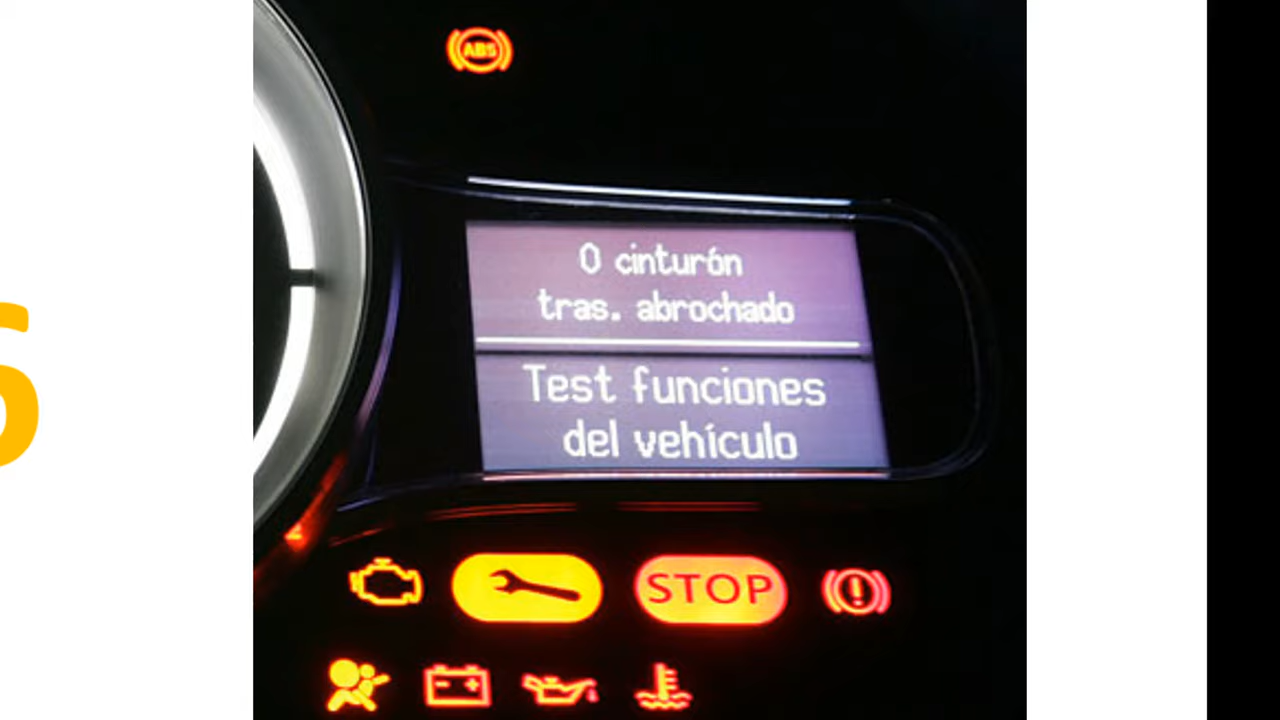 ABS
0 cinturón
tras. abrochado
Test funciones
del vehículo
STOP